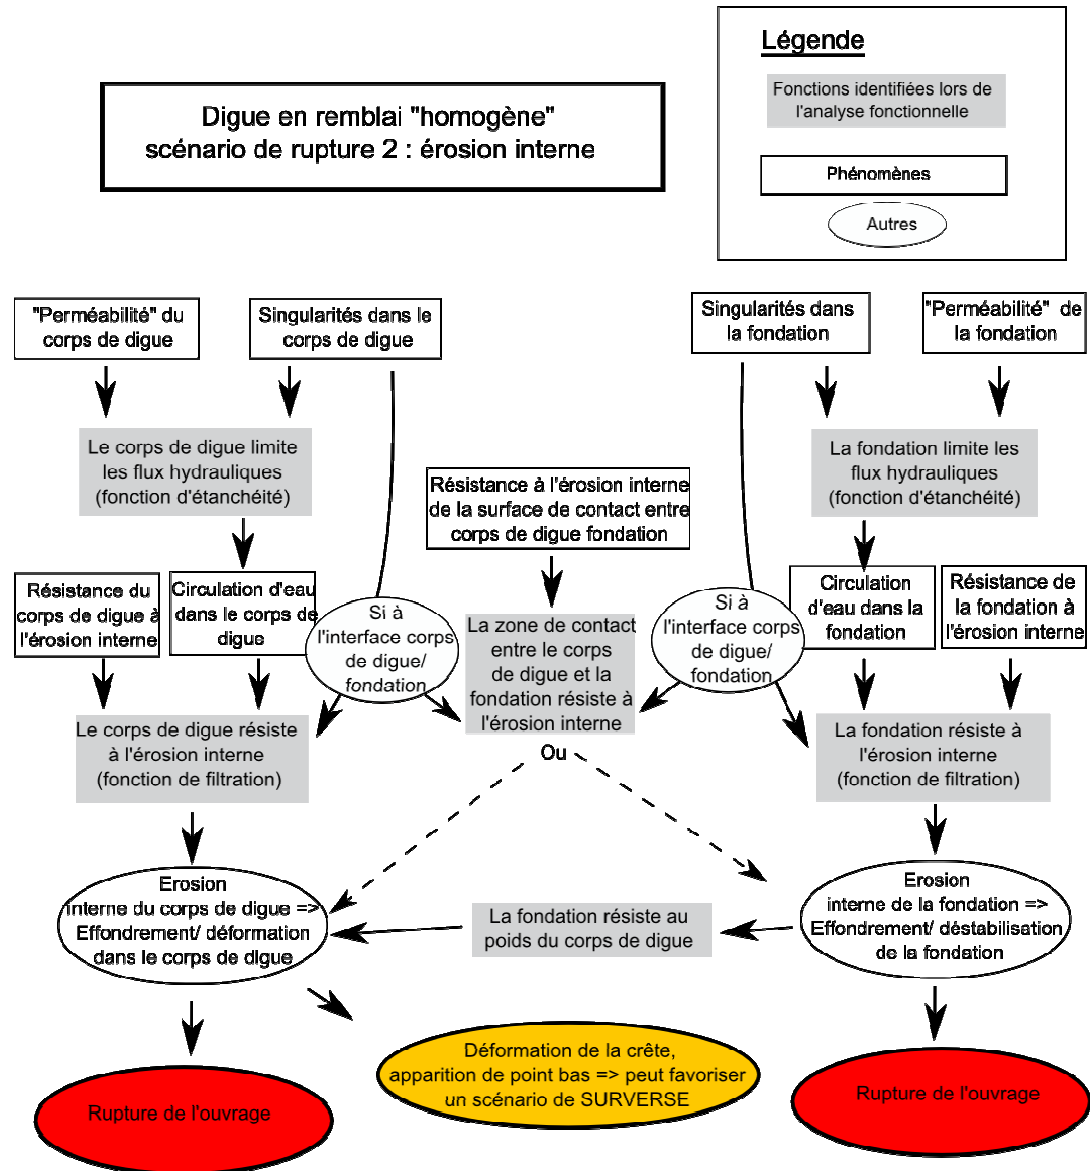 Légende
Fonctions identifiées lors de
l'analyse fonctionnelle
Phénomènes
Autres
Digue en remblai "homogène"
scénario de rupture 2 : érosion interne
"Perméabilité" du
corps de digue
Singularités dans le
corps de digue
Singularités dans
la fondation
"Perméabilité" de
la fondation
Le corps de digue limite
les flux hydrauliques
(fonction d'étanchéité)
La fondation limite les
flux hydrauliques
(fonction d'étanchéité)
Résistance à l'érosion interne
de la surface de contact entre
corps de digue fondation
Résistance du
corps de digue à
l'érosion interne
Circulation d'eau
dans le corps de
digue
Si à
l'interface corps
de digue/
fondation
La zone de contact
entre le corps
de digue et la
fondation résiste à
l'érosion interne
Si à
l'interface corps
de digue/
fondation
Circulation
d'eau dans la
fondation
Résistance de
la fondation à
l'érosion interne
Le corps de digue résiste
à l'érosion interne
(fonction de filtration)
Ou
La fondation résiste à
l'érosion interne
(fonction de filtration)
Erosion
interne du corps de digue =>
Effondrement/ déformation
dans le corps de digue
La fondation résiste au
poids du corps de digue
Erosion
interne de la fondation =>
Effondrement/ déstabilisation
de la fondation
Rupture de l'ouvrage
Déformation de la crête,
apparition de point bas => peut favoriser
un scénario de SURVERSE
Rupture de l'ouvrage